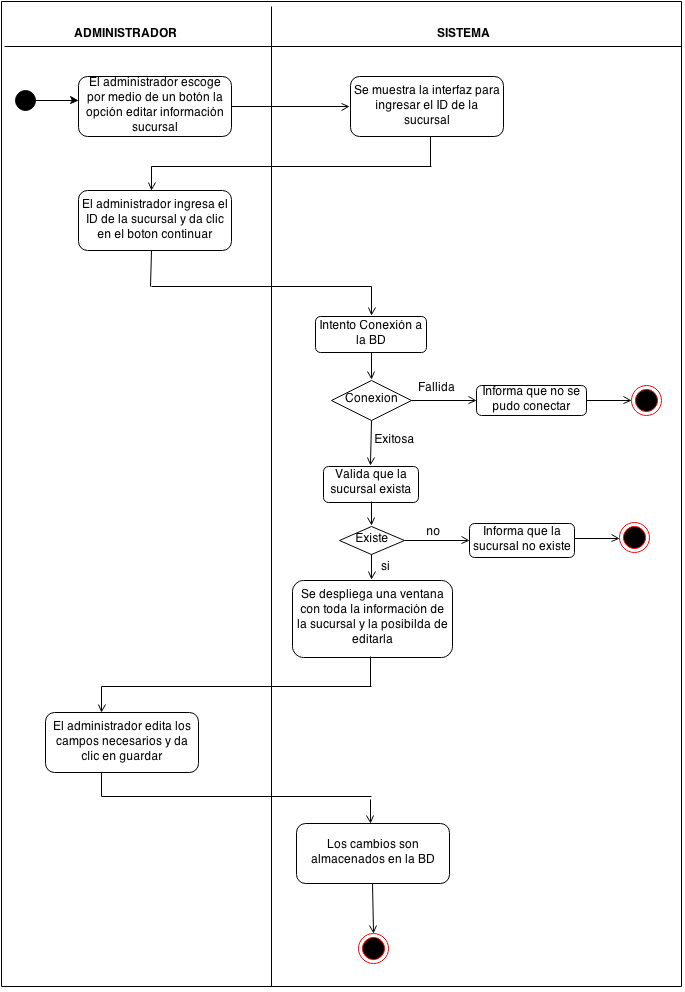 ADMINISTRADOR
SISTEMA
El administrador escoge
por medio de un botón la
opción editar información
sucursal
Se muestra la interfaz para
ingresar el ID de la
sucursal
El administrador ingresa el
ID de la sucursal y da clic
en el boton continuar
Intento Conexión a
la BD
Conexion
Fallida
Informa que no se
pudo conectar
Exitosa
Valida que la
sucursal exista
Existe
no
Informa que la
sucursal no existe
si
Se despliega una ventana
con toda la información de
la sucursal y la posibilda de
editarla
El administrador edita los
campos necesarios y da
clic en guardar
Los cambios son
almacenados en la BD